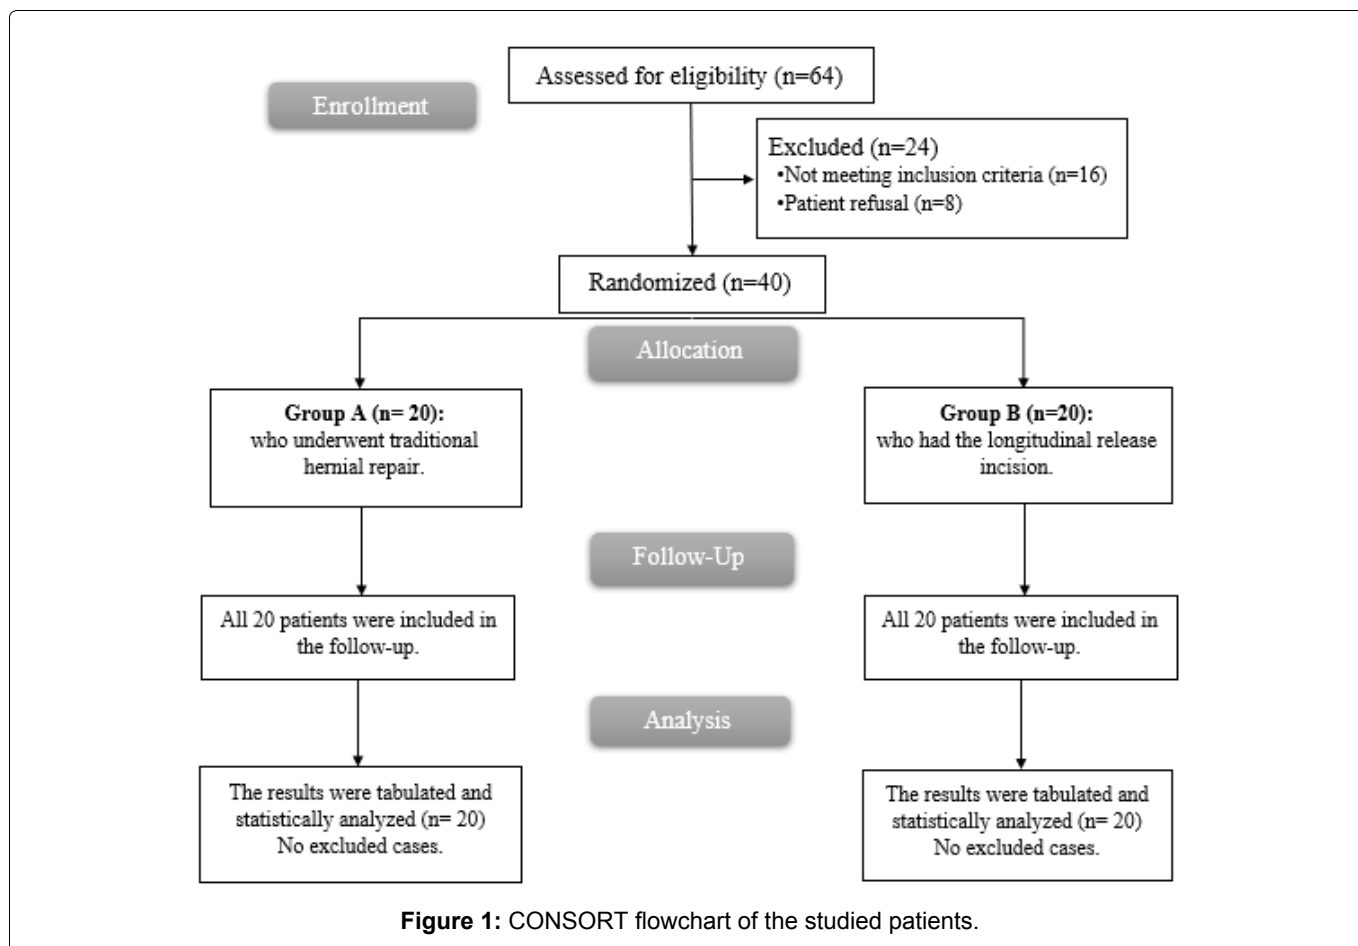 Assessed for eligibility (n=64)
Enrollment
Excluded (n=24)
•Not meeting inclusion criteria (n=16)
•Patient refusal (n=8)
Randomized (n=40)
Allocation
Group A (n= 20):
who underwent traditional
hernial repair.
Group B (n=20):
who had the longitudinal release
incision.
Follow-Up
All 20 patients were included in
the follow-up.
All 20 patients were included in
the follow-up.
Analysis
The results were tabulated and
statistically analyzed (n= 20)
No excluded cases.
The results were tabulated and
statistically analyzed (n= 20)
No excluded cases.
Figure 1: CONSORT flowchart of the studied patients.